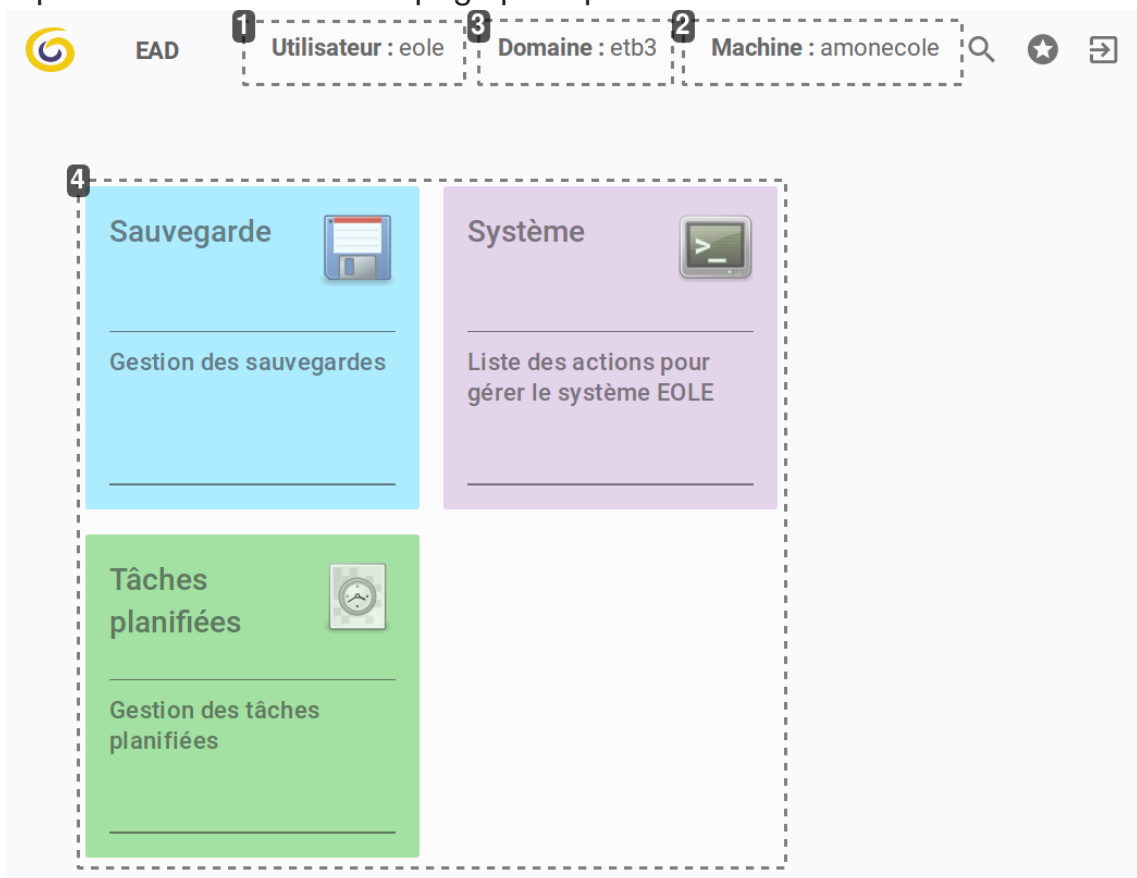 EAD
1
Utilisateur : eole
3
Domaine : etb3
2
Machine : amonecole
4
Sauvegarde
Gestion des sauvegardes
Système
>_
Liste des actions pour
gérer le système EOLE
Tâches
planifiées
Gestion des tâches
planifiées